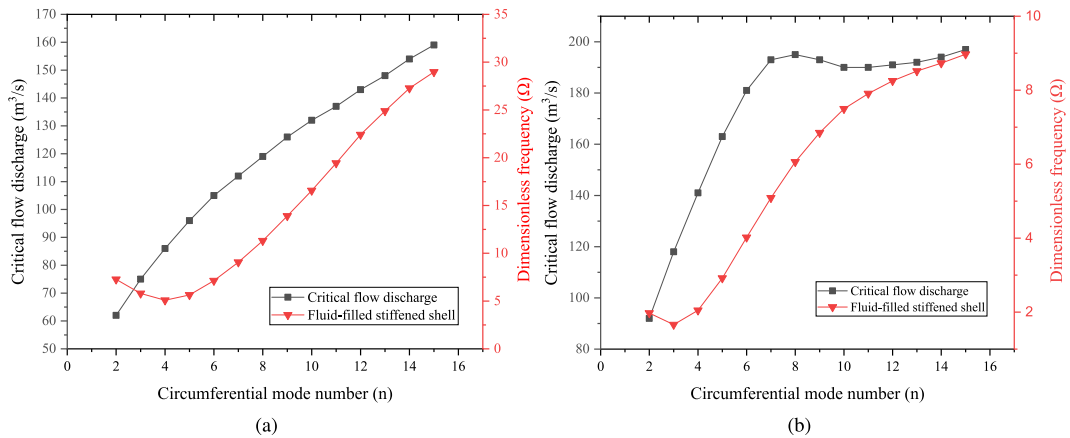 160
150
140
130
120
110
100
90
80
70
60
50
Critical flow discharge (m³/s)
35
30
25
20
15
10
5
0
Dimensionless frequency (Ω)
Critical flow discharge
Fluid-filled stiffened shell
0 2 4 6 8 10 12 14 16
Circumferential mode number (n)
(a)
200
180
160
140
120
100
80
Critical flow discharge (m³/s)
10
8
6
4
2
Dimensionless frequency (Ω)
Critical flow discharge
Fluid-filled stiffened shell
0 2 4 6 8 10 12 14 16
Circumferential mode number (n)
(b)